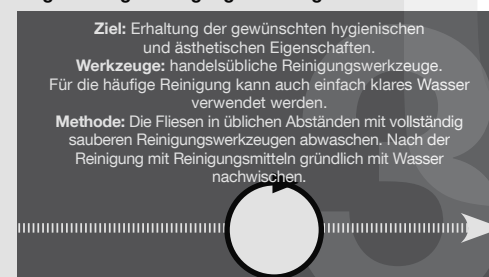 Ziel: Erhaltung der gewünschten hygienischen
und ästhetischen Eigenschaften.
Werkzeuge: handelsübliche Reinigungswerkzeuge.
Für die häufige Reinigung kann auch einfach klares Wasser
verwendet werden.
Methode: Die Fliesen in üblichen Abständen mit vollständig
sauberen Reinigungswerkzeugen abwaschen. Nach der
Reinigung mit Reinigungsmitteln gründlich mit Wasser
nachwischen.
3